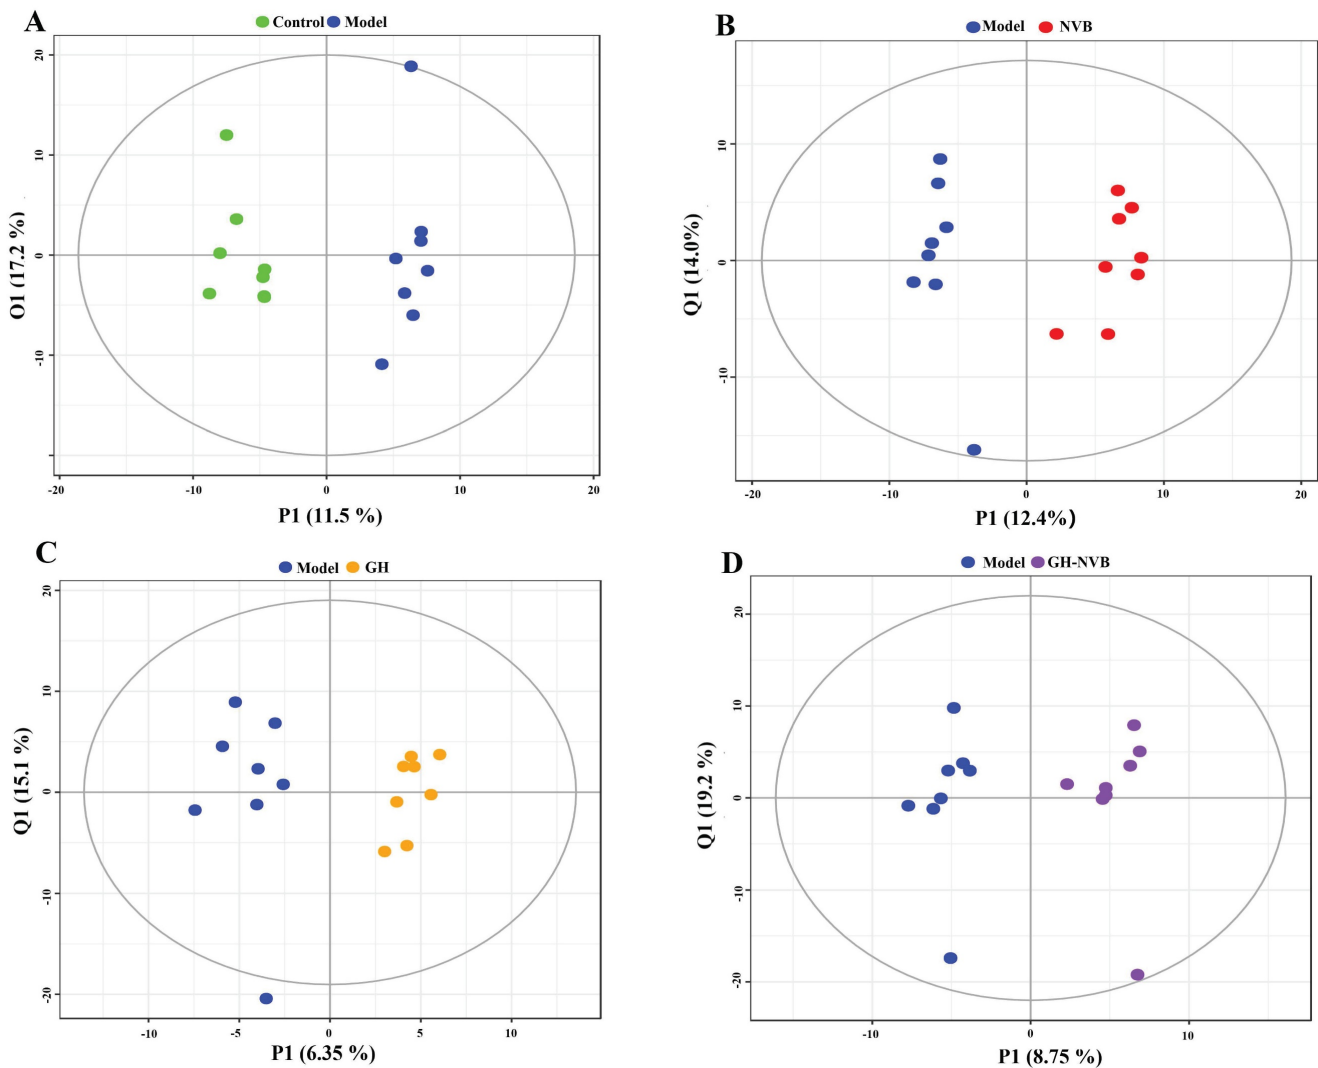 A
Control Model
20
10
0
-10
O1 (17.2 %)
-20 -10 0 10 20
P1 (11.5 %)
B
Model NVB
10
0
-10
Q1 (14.0%)
-20 -10 0 10 20
P1 (12.4%)
C
Model GH
20
10
0
-10
-20
Q1 (15.1 %)
-10 -5 0 5 10
P1 (6.35 %)
D
Model GH-NVB
20
10
0
-10
-20
Q1 (19.2 %)
-10 0 10
P1 (8.75 %)